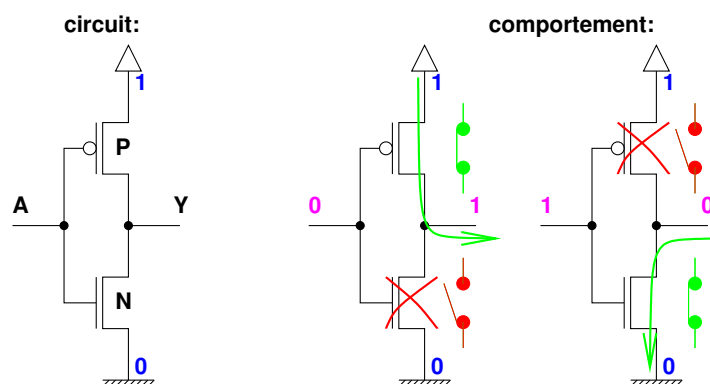 circuit: comportement:
1 1 1
P
A Y 0 1 1 0
N
0 0 0